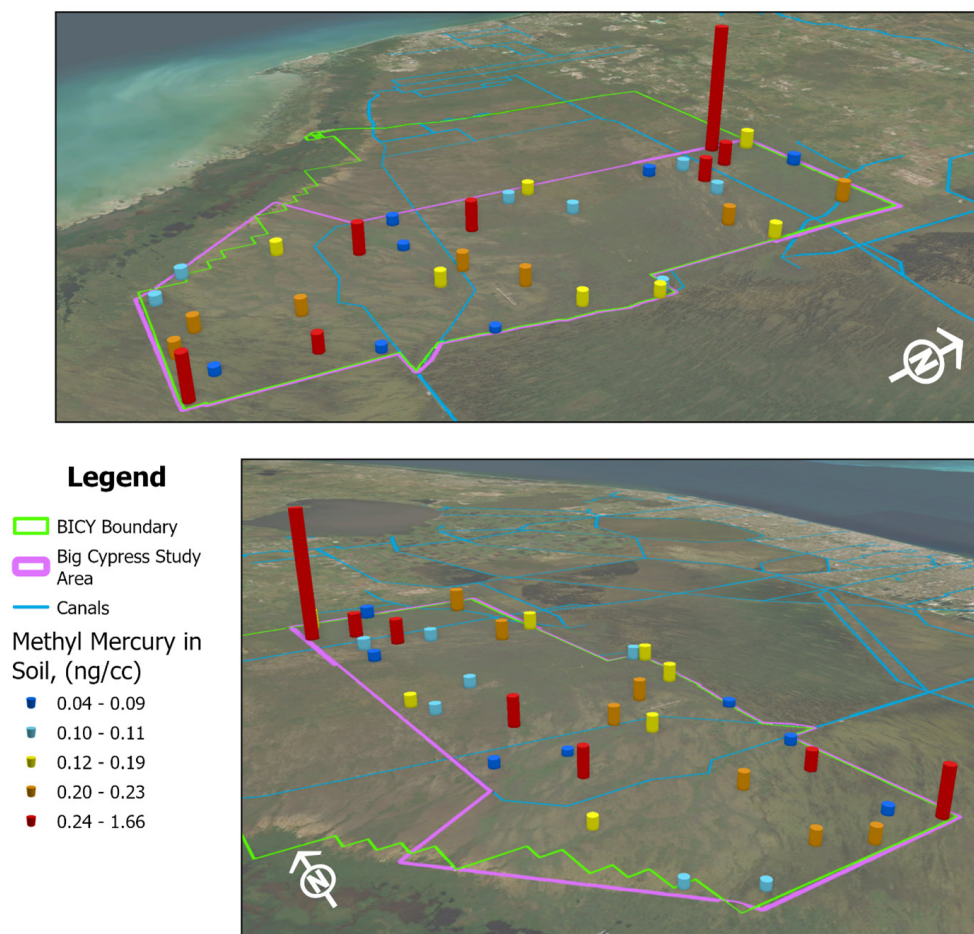 N
Legend
BICY Boundary
Big Cypress Study
Area
Canals
Methyl Mercury in
Soil, (ng/cc)
0.04 - 0.09
0.10 - 0.11
0.12 - 0.19
0.20 - 0.23
0.24 - 1.66
N